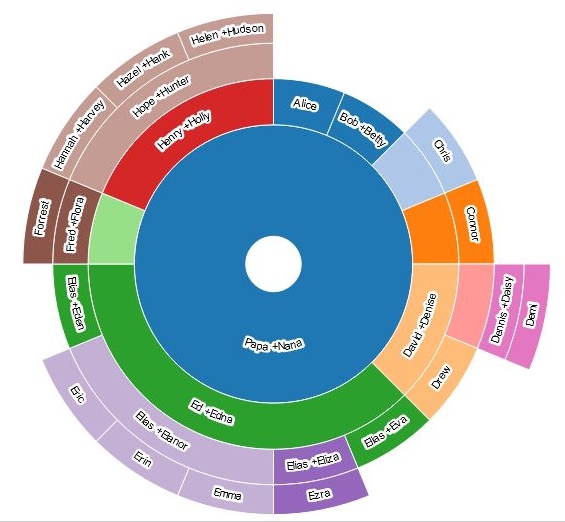 Helen +Hudson
Hazel +Hank
Hope +Hunter
Hannah +Harvey
Henry +Holly
Alice
Bob +Betty
Chris
Connor
Forrest
Fred +Flora
Elias +Eden
David +Denise
Dennis +Daisy
Demi
Drew
Papa +Nana
Ed +Edna
Elias +Eva
Eric
Elias +Elanor
Elias +Eliza
Erin
Emma
Ezra